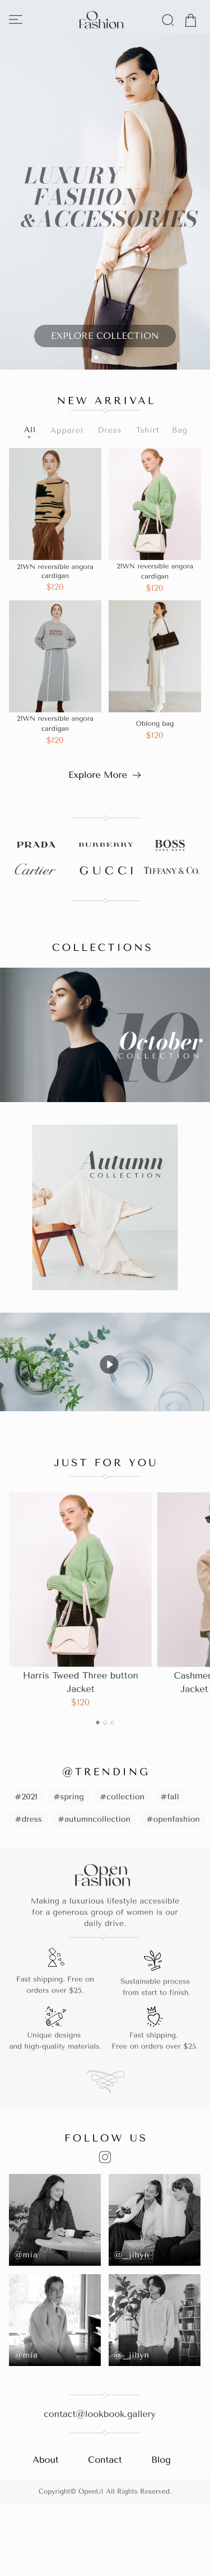 O
Fashion
LUXURY
FASHION
& ACCESSORIES
EXPLORE COLLECTION
NEW ARRIVAL
All Apparel Dress Tshirt Bag
21WN reversible angora
cardigan
$120
21WN reversible angora
cardigan
$120
21WN reversible angora
cardigan
$120
Oblong bag
$120
Explore More
PRADA BURBERRY BOSS
HUGO BOSS
Cartier GUCCI TIFFANY & CO.
COLLECTIONS
10
October
COLLECTION
Autumn
COLLECTION
JUST FOR YOU
Harris Tweed Three button
Jacket
$120
Cashmer
Jacket
@TRENDING
#2021 #spring #collection #fall
#dress #autumncollection #openfashion
Open
Fashion
Making a luxurious lifestyle accessible
for a generous group of women is our
daily drive.
Fast shipping. Free on
orders over $25.
Sustainable process
from start to finish.
Unique designs
and high-quality materials.
Fast shipping.
Free on orders over $25.
FOLLOW US
@mia
@_jihyn
@mia
@_jihyn
contact@lookbook.gallery
About Contact Blog
Copyright© OpenUI All Rights Reserved.